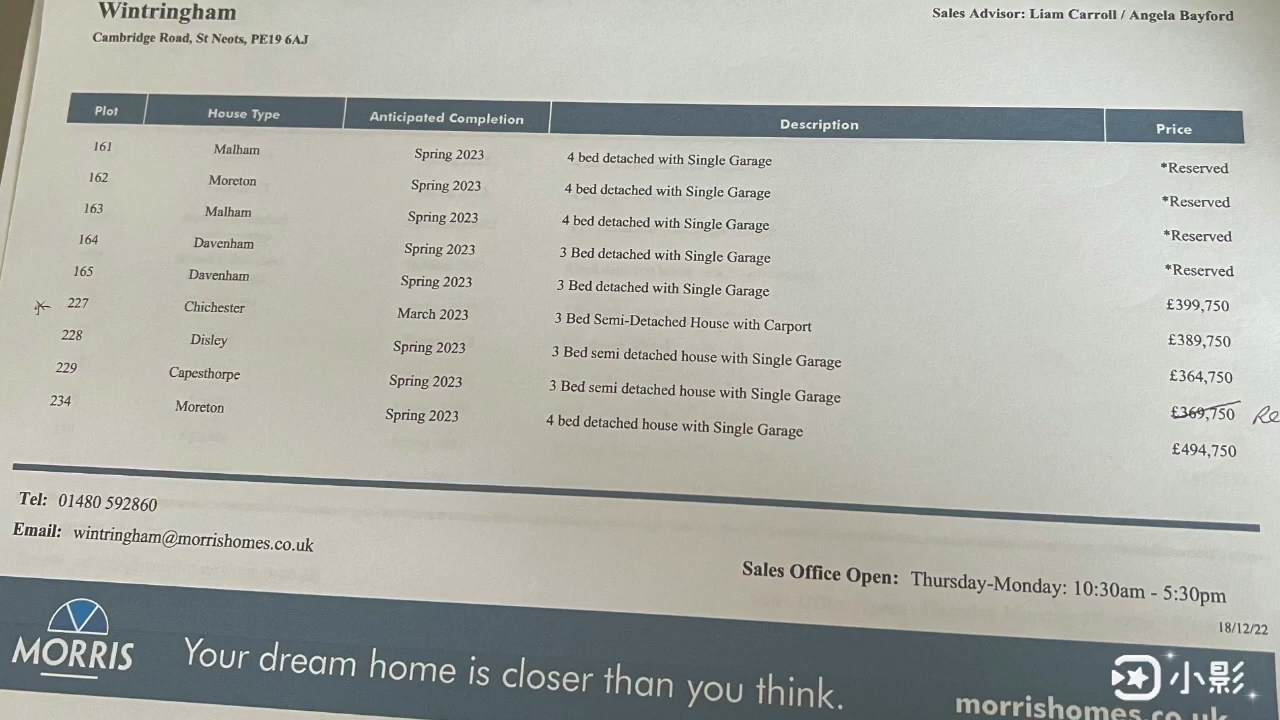 Wintringham
Sales Advisor: Liam Carroll / Angela Bayford
Cambridge Road, St Neots, PE19 6AJ
Plot House Type Anticipated Completion Description Price
161 Malham Spring 2023 4 bed detached with Single Garage *Reserved
162 Moreton Spring 2023 4 bed detached with Single Garage *Reserved
163 Malham Spring 2023 4 bed detached with Single Garage *Reserved
164 Davenham Spring 2023 3 Bed detached with Single Garage *Reserved
165 Davenham Spring 2023 3 Bed detached with Single Garage £399,750
227 Chichester March 2023 3 Bed Semi-Detached House with Carport £389,750
228 Disley Spring 2023 3 Bed semi detached house with Single Garage £364,750
229 Capesthorpe Spring 2023 3 Bed semi detached house with Single Garage £369,750 Re
234 Moreton Spring 2023 4 bed detached house with Single Garage £494,750
Tel: 01480 592860
Email: wintringham@morrishomes.co.uk
Sales Office Open: Thursday-Monday: 10:30am - 5:30pm
18/12/22
MORRIS
Your dream home is closer than you think.
morrishomes.co.uk
小影